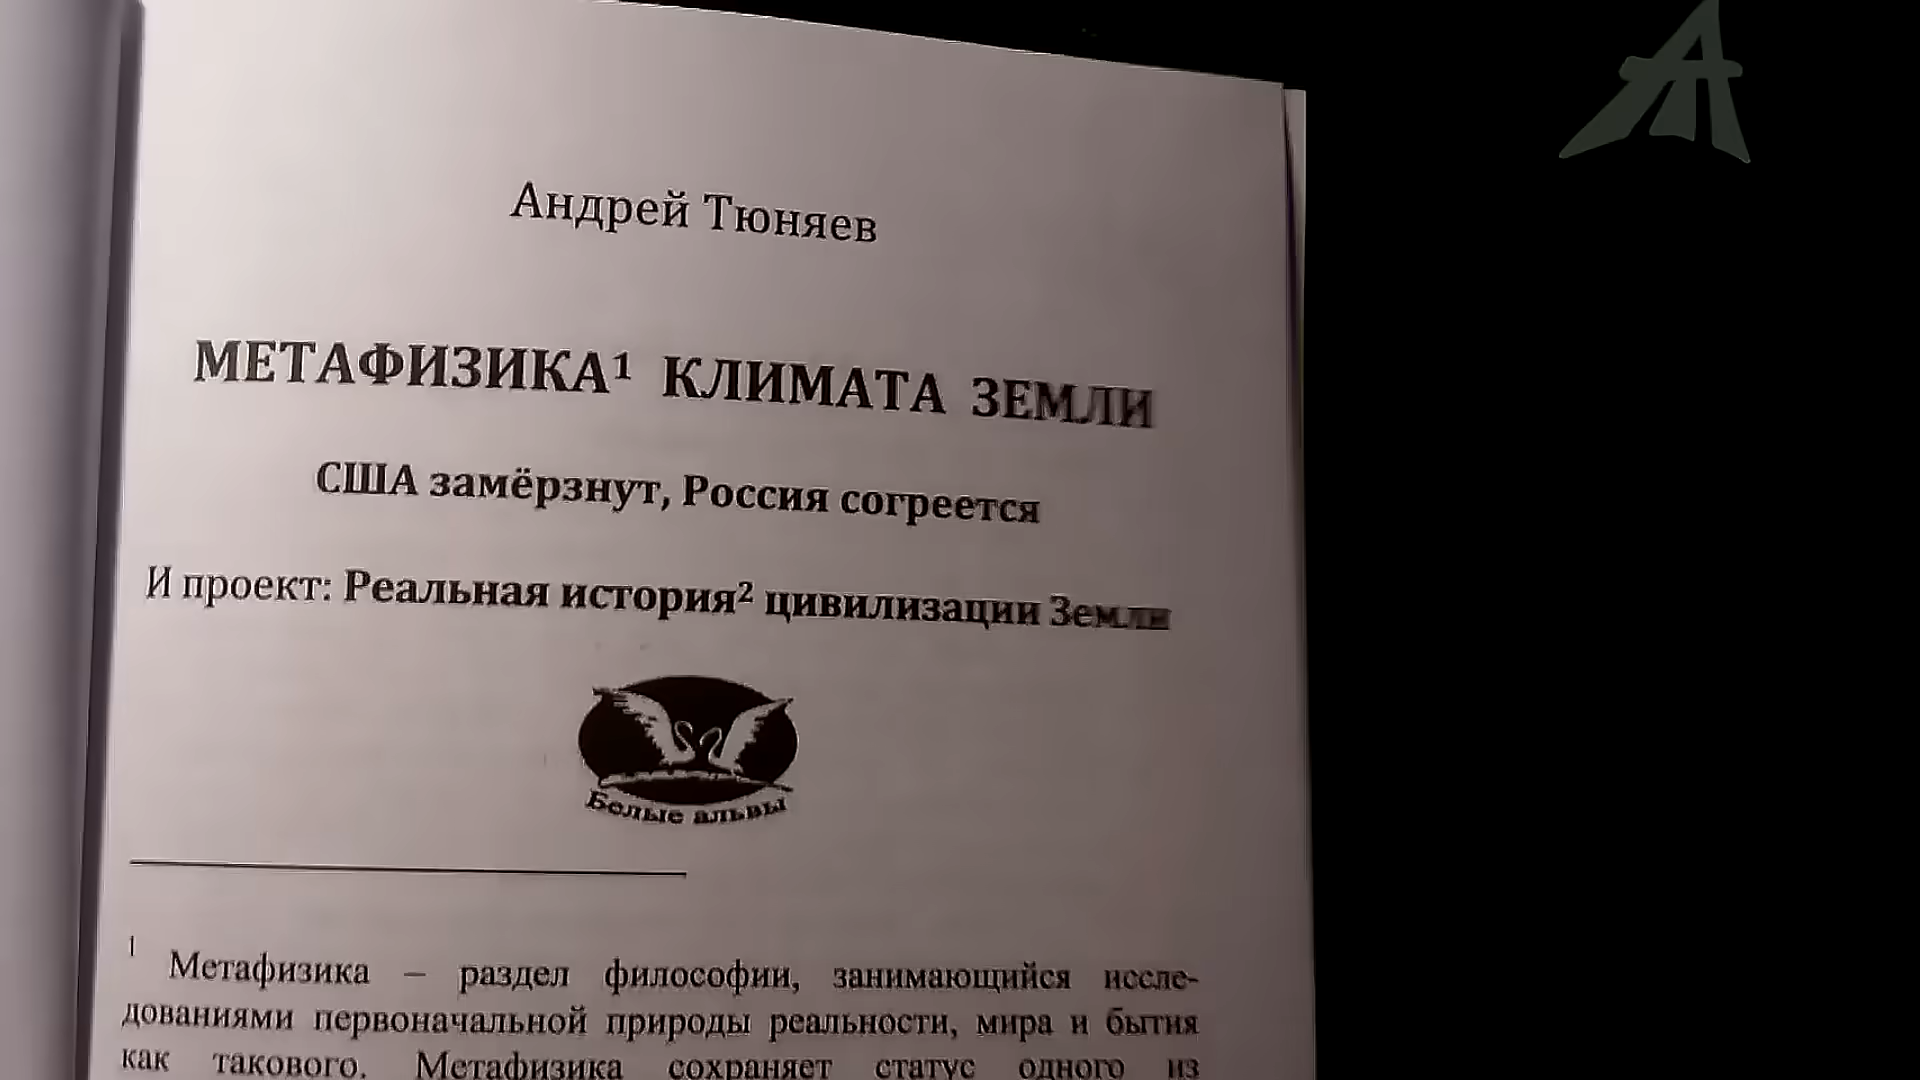 Андрей Тюняев
МЕТАФИЗИКА¹ КЛИМАТА ЗЕМЛИ
США замёрзнут, Россия согреется
И проект: Реальная история² цивилизации Земли
Белые альвы
1 Метафизика – раздел философии, занимающийся иссле-
дованиями первоначальной природы реальности, мира и бытия
как такового. Метафизика сохраняет статус одного из